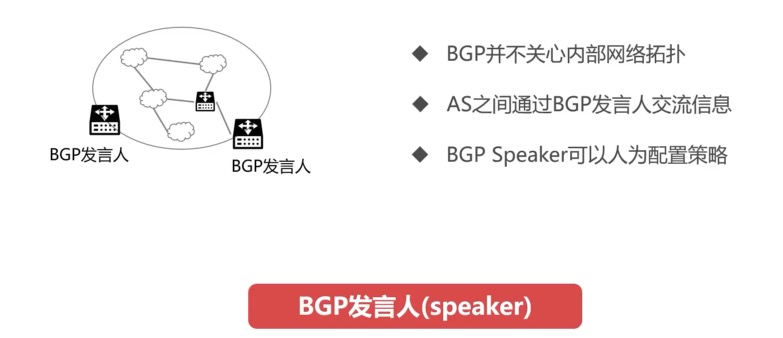 BGP发言人
BGP发言人
◆ BGP并不关心内部网络拓扑
◆ AS之间通过BGP发言人交流信息
◆ BGP Speaker可以人为配置策略
BGP发言人(speaker)